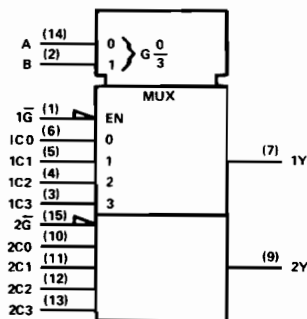 A (14) 0 } G 0/3
B (2) 1
MUX
1G̅ (1) EN
IC0 (6) 0
1C1 (5) 1 (7) 1Y
1C2 (4) 2
1C3 (3) 3
2G̅ (15)
2C0 (10)
2C1 (11) (9) 2Y
2C2 (12)
2C3 (13)